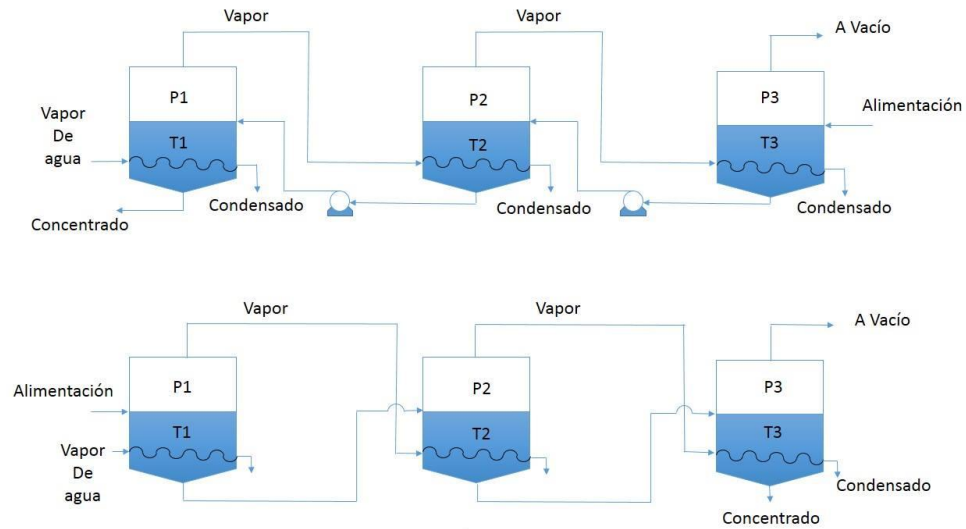 Vapor
Vapor
A Vacío
P1
P2
P3
Vapor
De
agua
Alimentación
T1
T2
T3
Condensado
Condensado
Condensado
Concentrado
Vapor
Vapor
A Vacío
Alimentación
P1
P2
P3
T1
T2
T3
Vapor
De
agua
Condensado
Concentrado